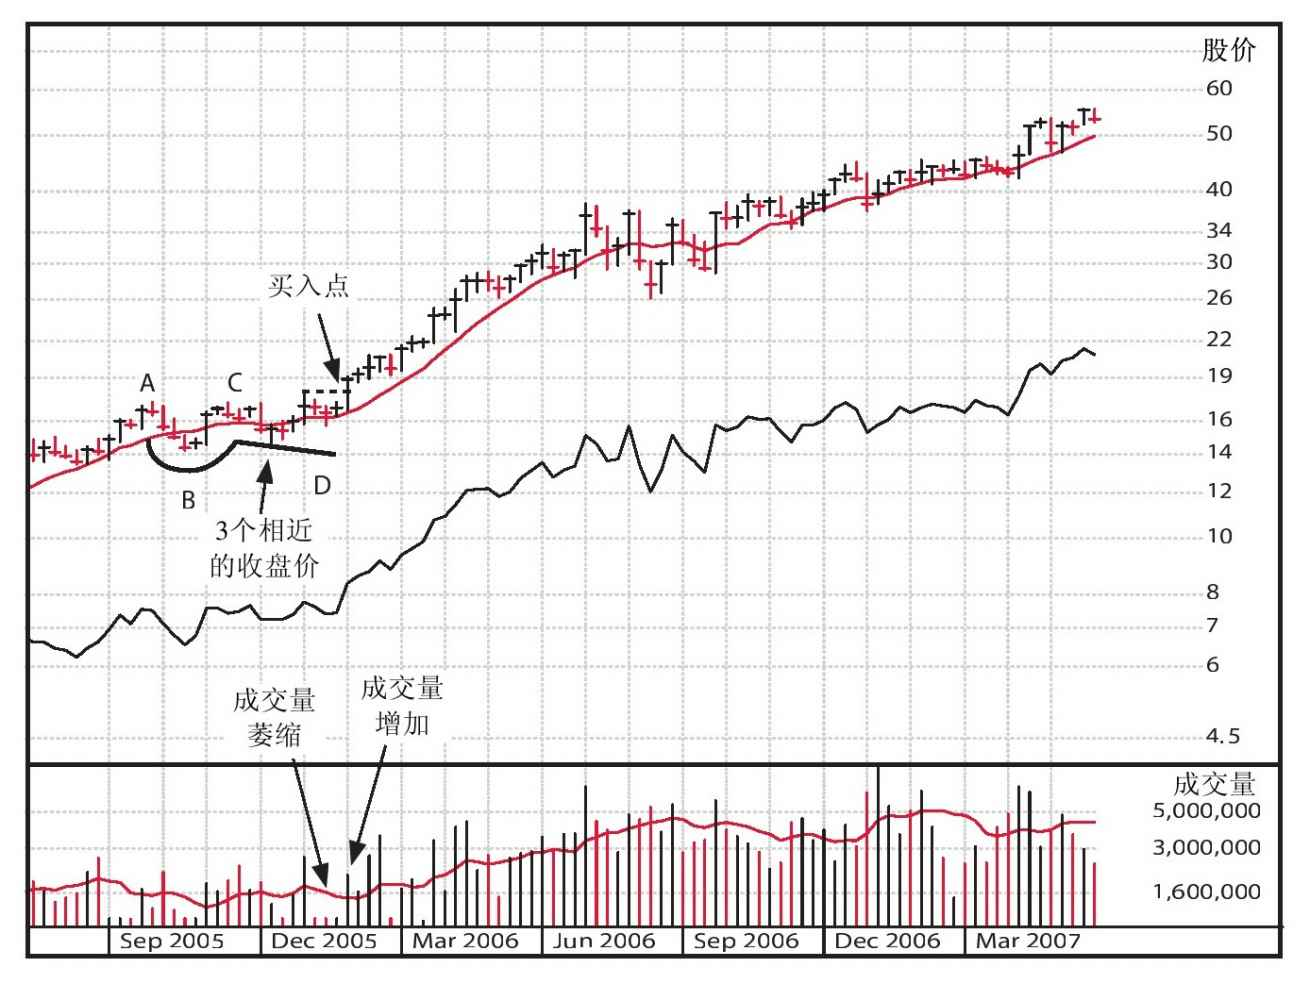 股价
60
50
40
34
30
26
22
19
16
14
12
10
8
7
6
4.5
买入点
A
C
B
D
3个相近
的收盘价
成交量
萎缩
成交量
增加
成交量
5,000,000
3,000,000
1,600,000
Sep 2005
Dec 2005
Mar 2006
Jun 2006
Sep 2006
Dec 2006
Mar 2007